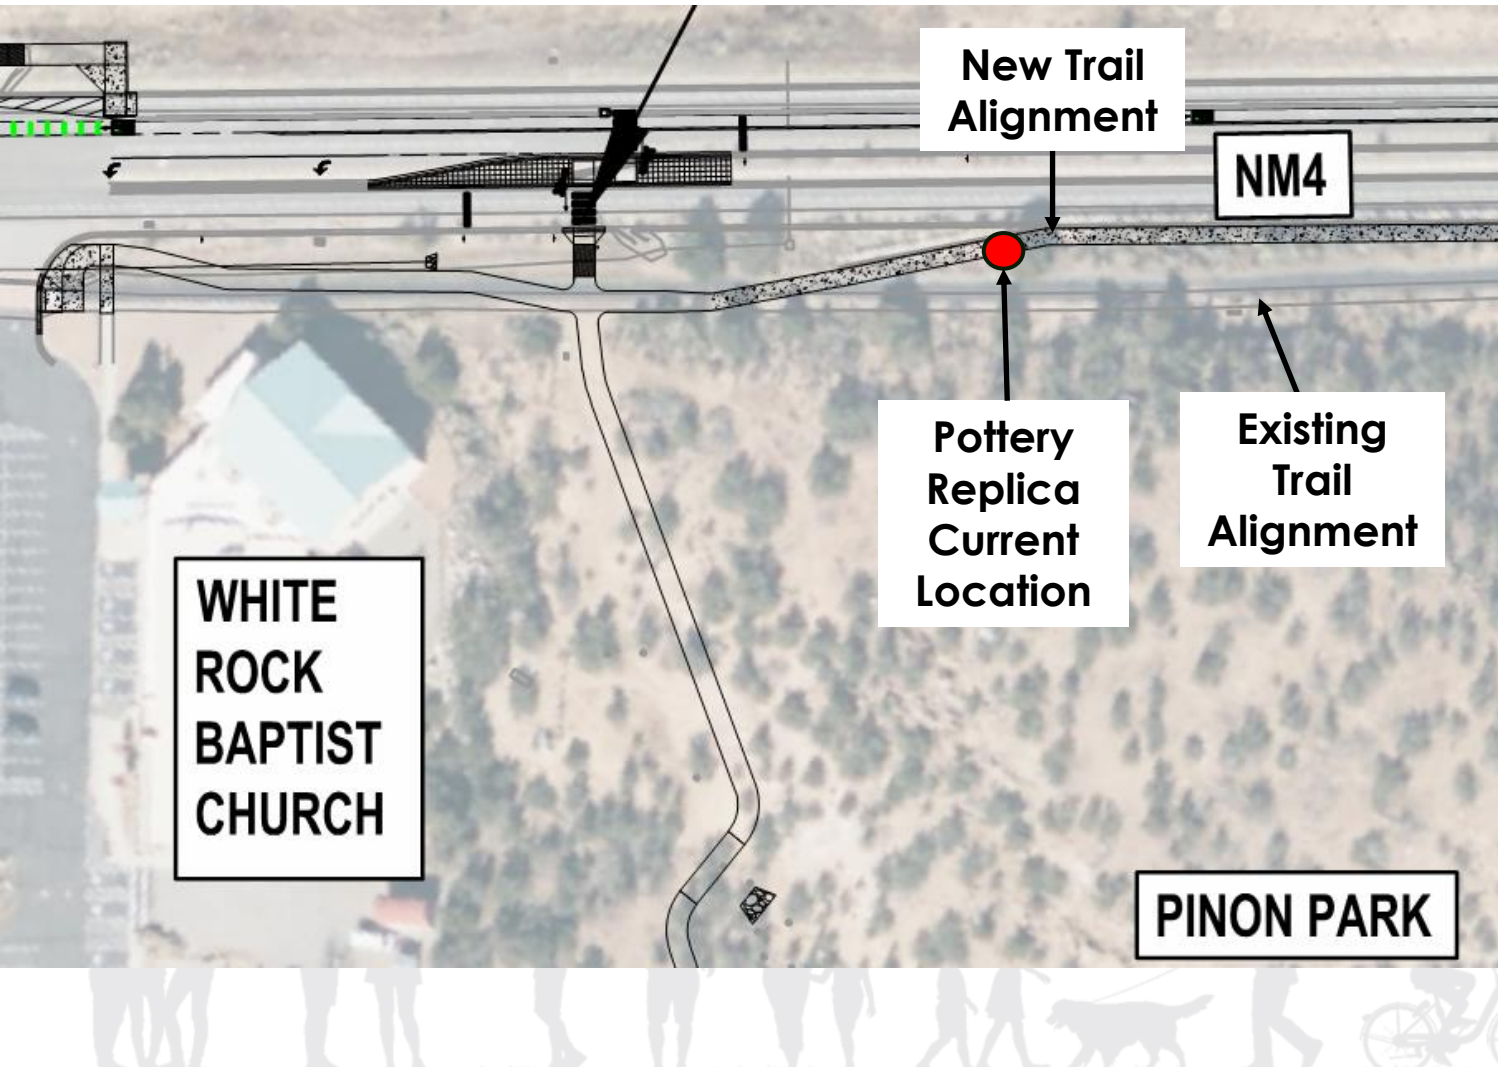 New Trail
Alignment
NM4
Pottery
Replica
Current
Location
Existing
Trail
Alignment
WHITE
ROCK
BAPTIST
CHURCH
PINON PARK